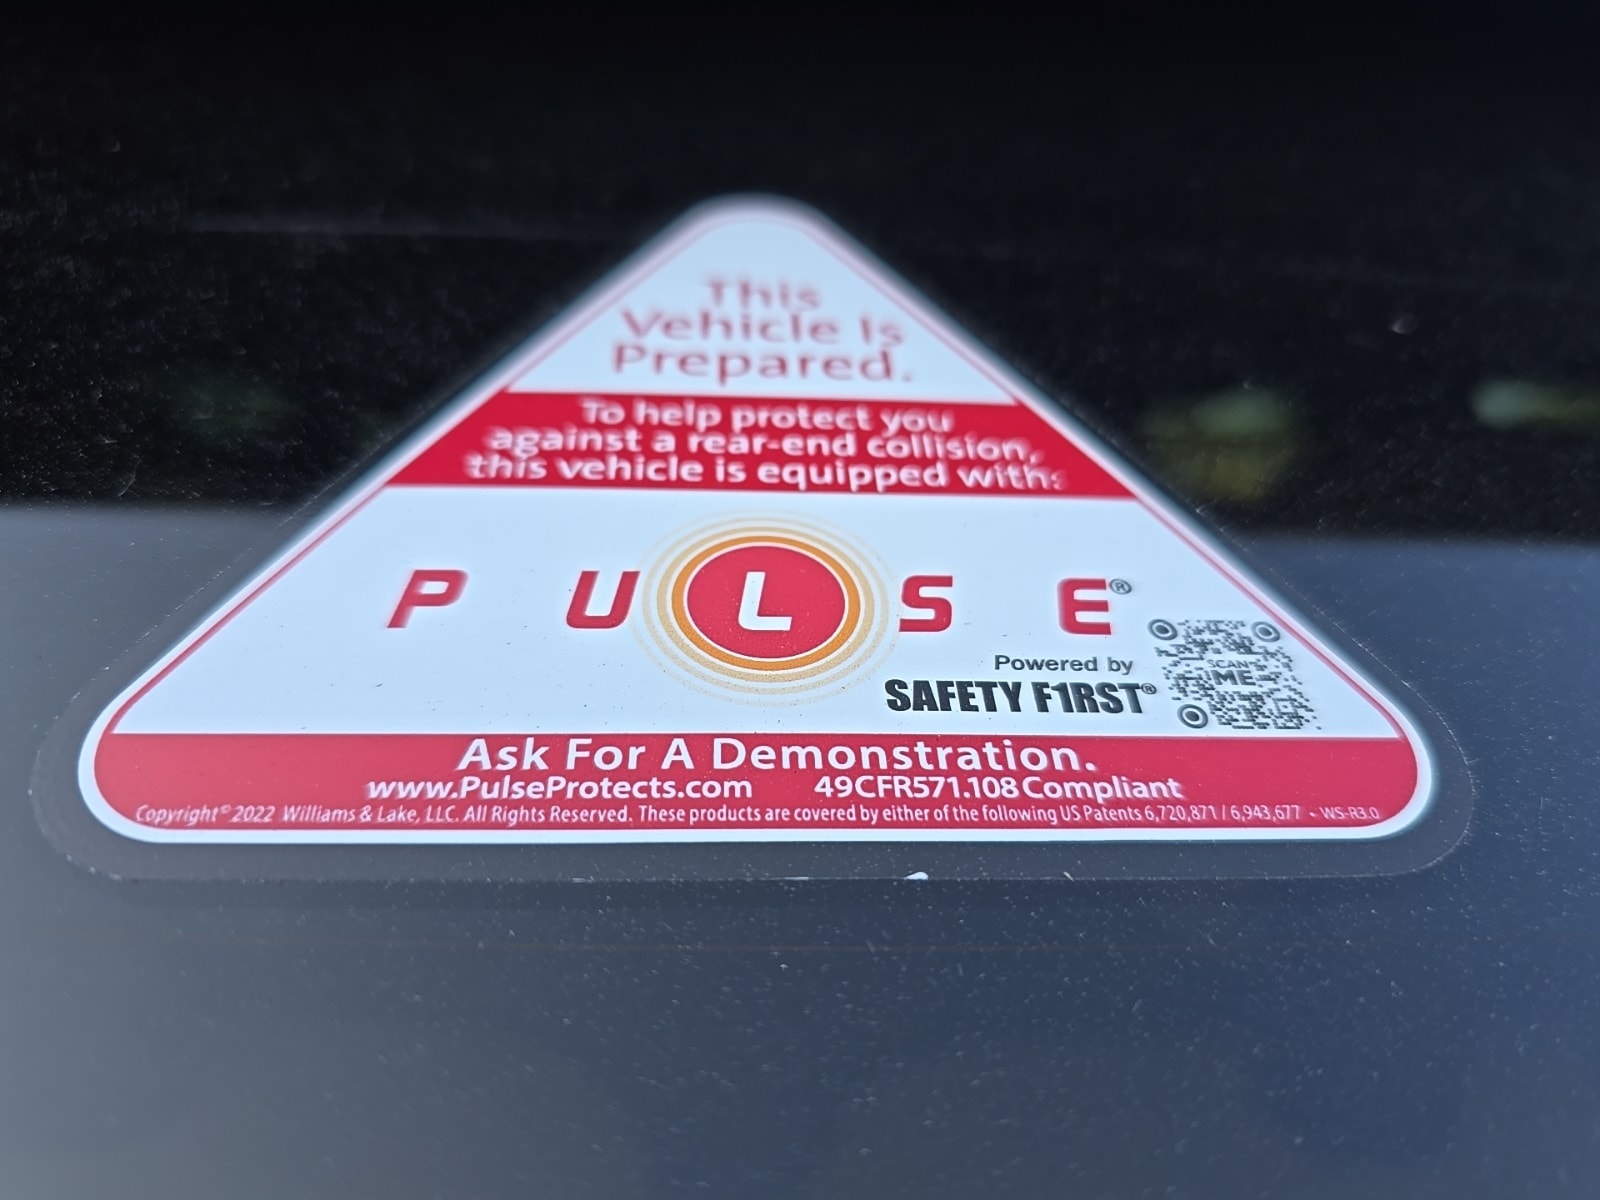 This
Vehicle Is
Prepared.
To help protect you
against a rear-end collision,
this vehicle is equipped with:
PULSE®
Powered by
SAFETY F1RST®
SCAN
ME
Ask For A Demonstration.
www.PulseProtects.com 49CFR571.108 Compliant
Copyright© 2022 Williams & Lake, LLC. All Rights Reserved. These products are covered by either of the following US Patents 6,720,871 / 6,943,677 - WS-R3.0